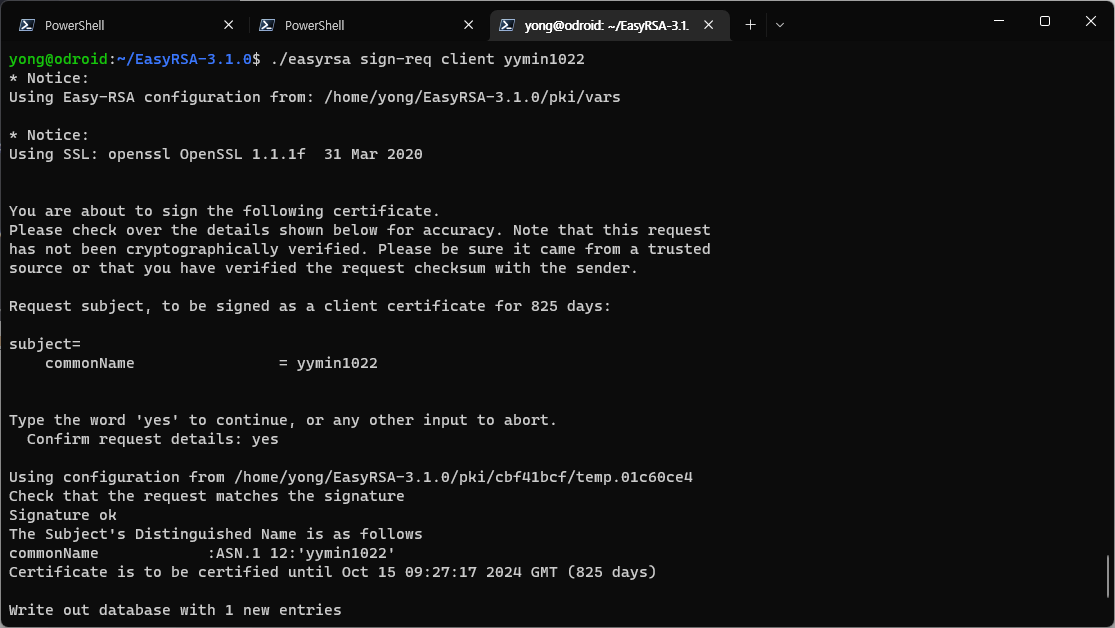 PowerShell
PowerShell
yong@odroid: ~/EasyRSA-3.1.
yong@odroid:~/EasyRSA-3.1.0$ ./easyrsa sign-req client yymin1022
* Notice:
Using Easy-RSA configuration from: /home/yong/EasyRSA-3.1.0/pki/vars
* Notice:
Using SSL: openssl OpenSSL 1.1.1f  31 Mar 2020
You are about to sign the following certificate.
Please check over the details shown below for accuracy. Note that this request
has not been cryptographically verified. Please be sure it came from a trusted
source or that you have verified the request checksum with the sender.
Request subject, to be signed as a client certificate for 825 days:
subject=
    commonName                = yymin1022
Type the word 'yes' to continue, or any other input to abort.
  Confirm request details: yes
Using configuration from /home/yong/EasyRSA-3.1.0/pki/cbf41bcf/temp.01c60ce4
Check that the request matches the signature
Signature ok
The Subject's Distinguished Name is as follows
commonName            :ASN.1 12:'yymin1022'
Certificate is to be certified until Oct 15 09:27:17 2024 GMT (825 days)
Write out database with 1 new entries